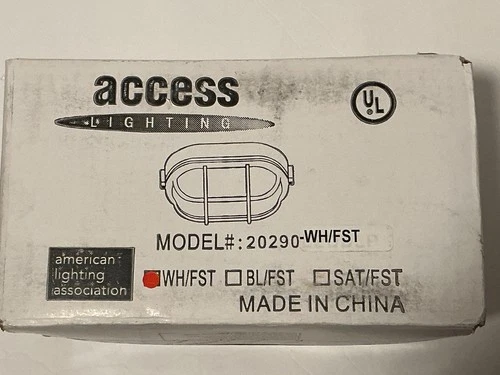 access
LIGHTING
UL
MODEL#: 20290-WH/FST
american
lighting
association
WH/FST BL/FST SAT/FST
MADE IN CHINA